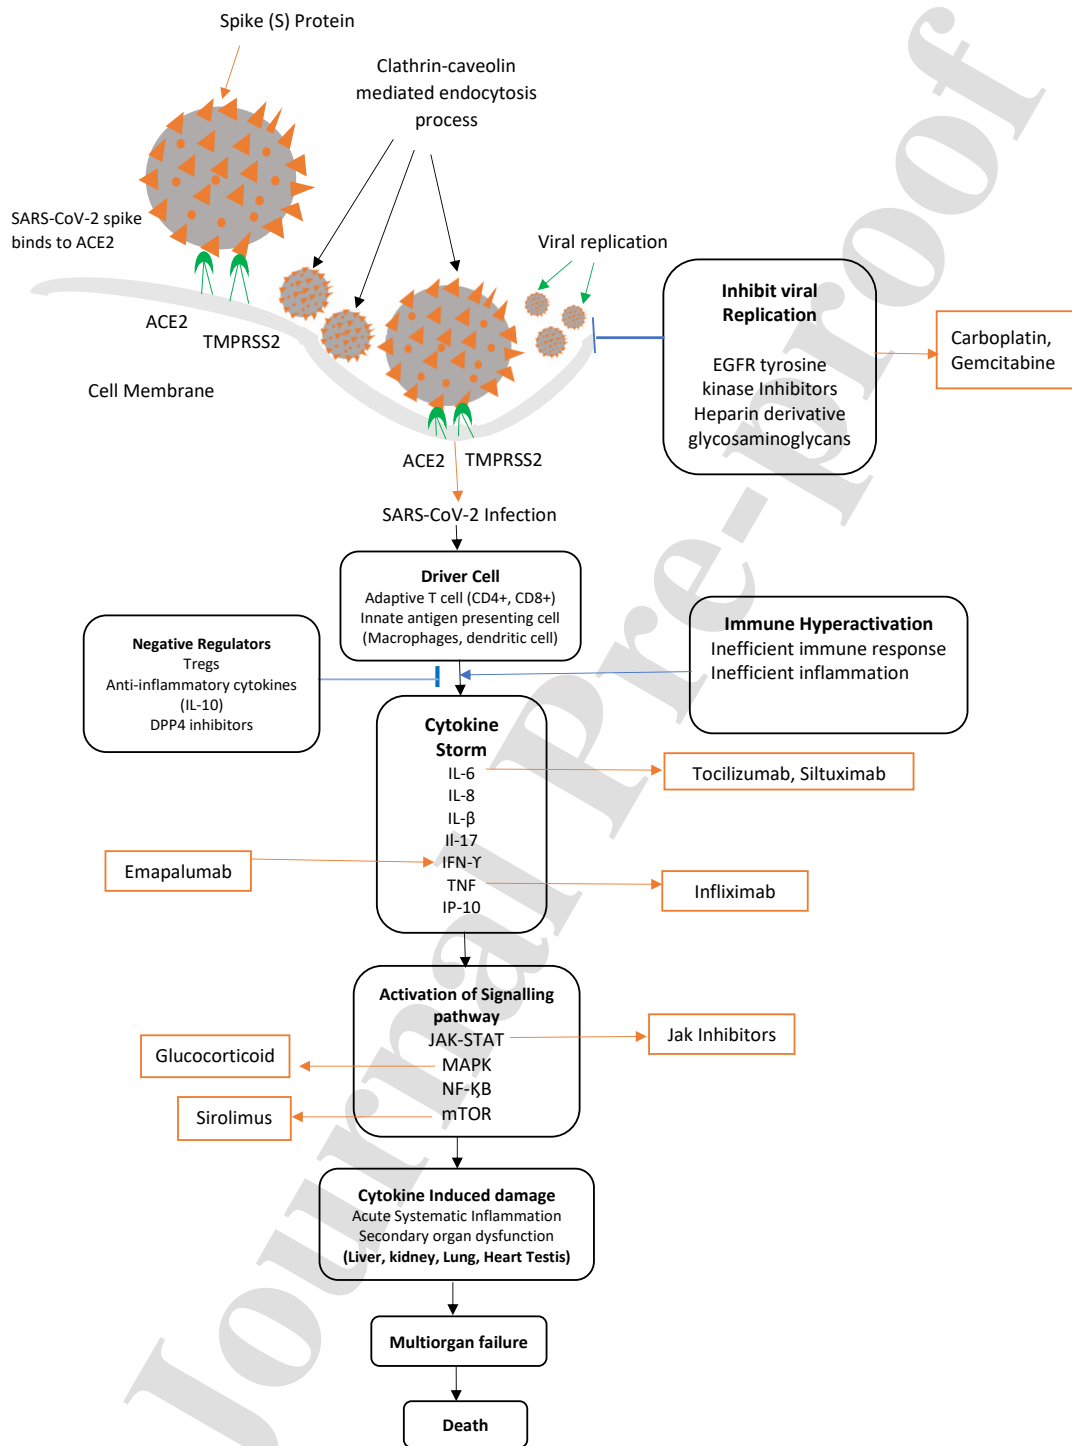 Spike (S) Protein
Clathrin-caveolin
mediated endocytosis
process
SARS-CoV-2 spike
binds to ACE2
Viral replication
ACE2
TMPRSS2
Cell Membrane
Inhibit viral
Replication
EGFR tyrosine
kinase Inhibitors
Heparin derivative
glycosaminoglycans
Carboplatin,
Gemcitabine
ACE2
TMPRSS2
SARS-CoV-2 Infection
Driver Cell
Adaptive T cell (CD4+, CD8+)
Innate antigen presenting cell
(Macrophages, dendritic cell)
Negative Regulators
Tregs
Anti-inflammatory cytokines
(IL-10)
DPP4 inhibitors
Immune Hyperactivation
Inefficient immune response
Inefficient inflammation
Cytokine
Storm
IL-6
IL-8
IL-β
Il-17
IFN-ϒ
TNF
IP-10
Tocilizumab, Siltuximab
Emapalumab
Infliximab
Activation of Signalling
pathway
JAK-STAT
MAPK
NF-ƘB
mTOR
Jak Inhibitors
Glucocorticoid
Sirolimus
Cytokine Induced damage
Acute Systematic Inflammation
Secondary organ dysfunction
(Liver, kidney, Lung, Heart Testis)
Multiorgan failure
Death
Journal Pre-proof